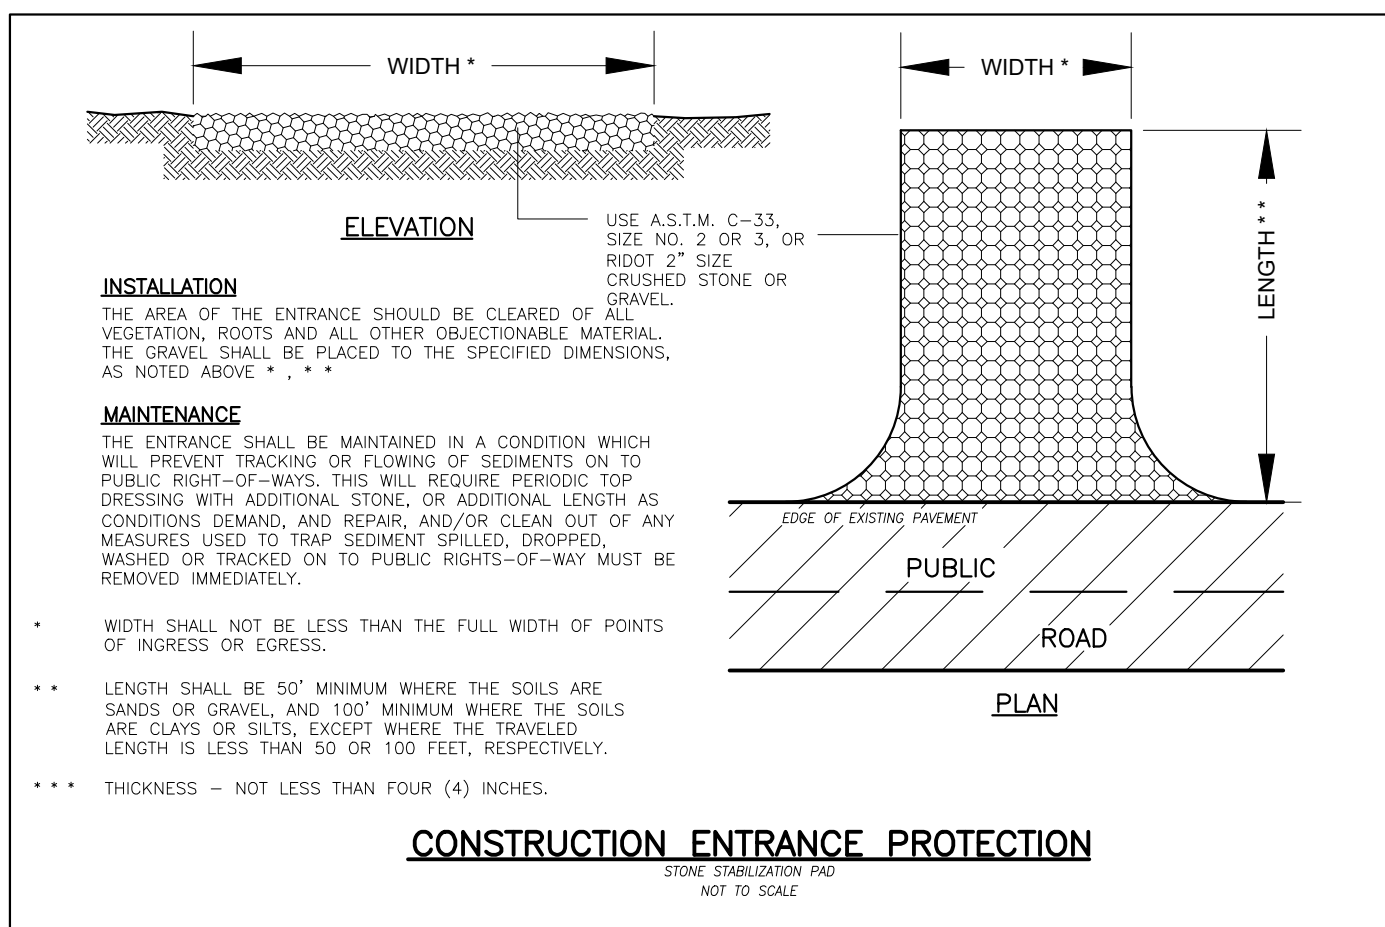 WIDTH *
WIDTH *
ELEVATION
USE A.S.T.M. C-33,
SIZE NO. 2 OR 3, OR
RIDOT 2" SIZE
CRUSHED STONE OR
GRAVEL.
LENGTH * *
INSTALLATION
THE AREA OF THE ENTRANCE SHOULD BE CLEARED OF ALL
VEGETATION, ROOTS AND ALL OTHER OBJECTIONABLE MATERIAL.
THE GRAVEL SHALL BE PLACED TO THE SPECIFIED DIMENSIONS,
AS NOTED ABOVE * , * *
MAINTENANCE
THE ENTRANCE SHALL BE MAINTAINED IN A CONDITION WHICH
WILL PREVENT TRACKING OR FLOWING OF SEDIMENTS ON TO
PUBLIC RIGHT-OF-WAYS. THIS WILL REQUIRE PERIODIC TOP
DRESSING WITH ADDITIONAL STONE, OR ADDITIONAL LENGTH AS
CONDITIONS DEMAND, AND REPAIR, AND/OR CLEAN OUT OF ANY
MEASURES USED TO TRAP SEDIMENT SPILLED, DROPPED,
WASHED OR TRACKED ON TO PUBLIC RIGHTS-OF-WAY MUST BE
REMOVED IMMEDIATELY.
* WIDTH SHALL NOT BE LESS THAN THE FULL WIDTH OF POINTS
OF INGRESS OR EGRESS.
* * LENGTH SHALL BE 50' MINIMUM WHERE THE SOILS ARE
SANDS OR GRAVEL, AND 100' MINIMUM WHERE THE SOILS
ARE CLAYS OR SILTS, EXCEPT WHERE THE TRAVELED
LENGTH IS LESS THAN 50 OR 100 FEET, RESPECTIVELY.
* * * THICKNESS - NOT LESS THAN FOUR (4) INCHES.
EDGE OF EXISTING PAVEMENT
PUBLIC
ROAD
PLAN
CONSTRUCTION ENTRANCE PROTECTION
STONE STABILIZATION PAD
NOT TO SCALE